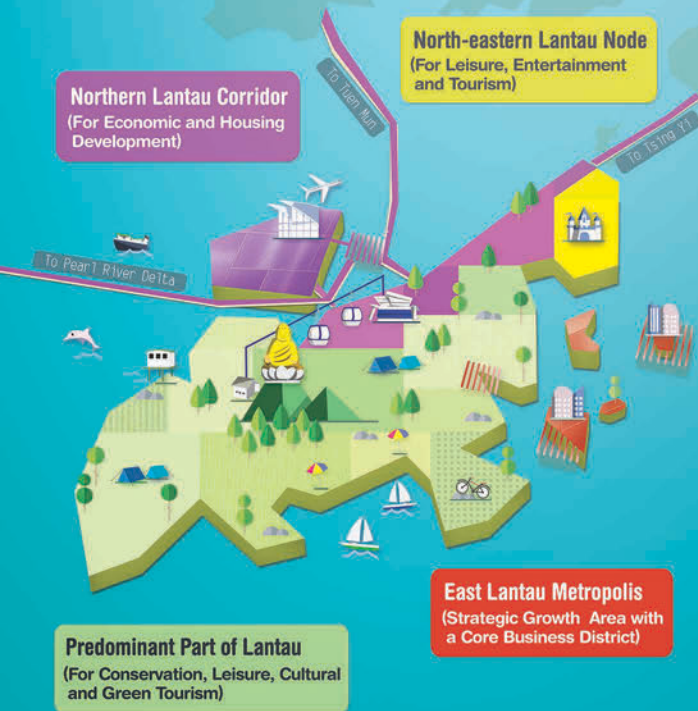 North-eastern Lantau Node
(For Leisure, Entertainment
and Tourism)
Northern Lantau Corridor
(For Economic and Housing
Development)
To Tuen Mun
To Tsing Yi
To Pearl River Delta
East Lantau Metropolis
(Strategic Growth Area with
a Core Business District)
Predominant Part of Lantau
(For Conservation, Leisure, Cultural
and Green Tourism)